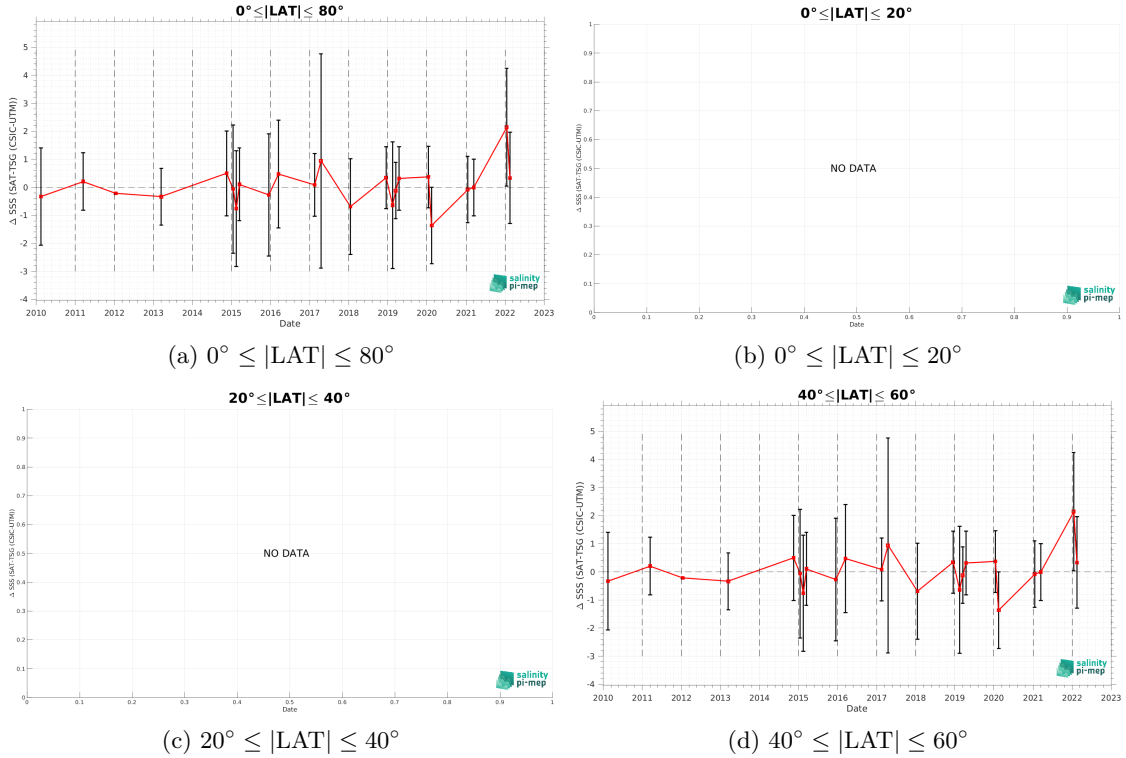 0°≤|LAT|≤ 80°
Δ SSS (SAT-TSG (CSIC-UTM))
5
4
3
2
1
0
-1
-2
-3
-4
2010 2011 2012 2013 2014 2015 2016 2017 2018 2019 2020 2021 2022 2023
Date
salinity
pi-mep
(a) 0° ≤ |LAT| ≤ 80°
0°≤|LAT|≤ 20°
Δ SSS (SAT-TSG (CSIC-UTM))
1
0.9
0.8
0.7
0.6
0.5
0.4
0.3
0.2
0.1
0
NO DATA
0 0.1 0.2 0.3 0.4 0.5 0.6 0.7 0.8 0.9 1
Date
salinity
pi-mep
(b) 0° ≤ |LAT| ≤ 20°
20°≤|LAT|≤ 40°
Δ SSS (SAT-TSG (CSIC-UTM))
1
0.9
0.8
0.7
0.6
0.5
0.4
0.3
0.2
0.1
0
NO DATA
0 0.1 0.2 0.3 0.4 0.5 0.6 0.7 0.8 0.9 1
Date
salinity
pi-mep
(c) 20° ≤ |LAT| ≤ 40°
40°≤|LAT|≤ 60°
Δ SSS (SAT-TSG (CSIC-UTM))
5
4
3
2
1
0
-1
-2
-3
-4
2010 2011 2012 2013 2014 2015 2016 2017 2018 2019 2020 2021 2022 2023
Date
salinity
pi-mep
(d) 40° ≤ |LAT| ≤ 60°